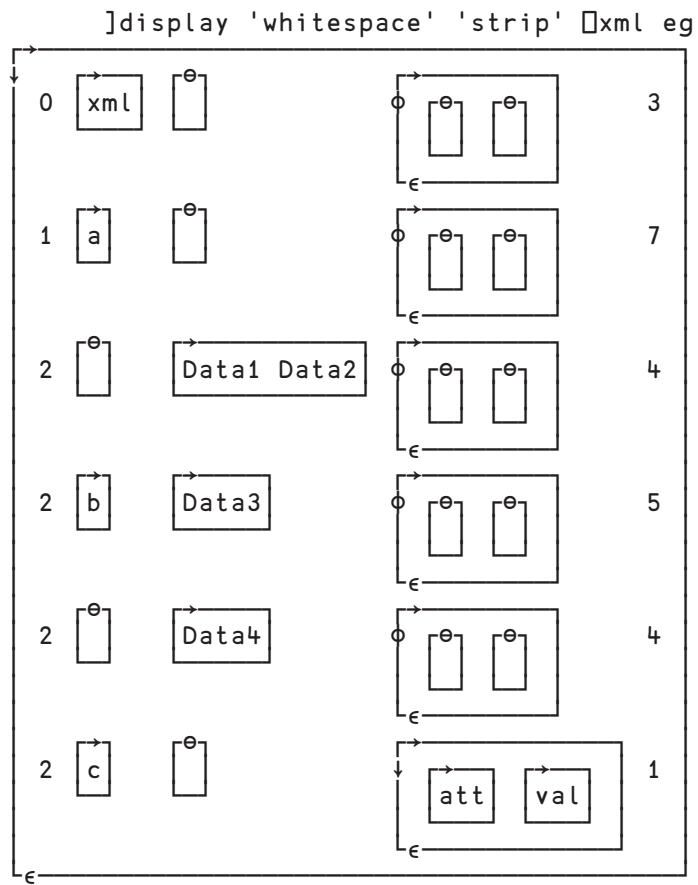 ]display 'whitespace' 'strip' ⎕xml eg
┌→──────────────────────────────────────────┐
↓   ┌→──┐ ┌⊖┐             ┌→────────┐     │
│ 0 │xml│ │ │             ⌽ ┌⊖┐ ┌⊖┐ │   3 │
│   └───┘ └─┘             │ │ │ │ │ │     │
│                         │ └─┘ └─┘ │     │
│                         └∊────────┘     │
│   ┌→┐   ┌⊖┐             ┌→────────┐     │
│ 1 │a│   │ │             ⌽ ┌⊖┐ ┌⊖┐ │   7 │
│   └─┘   └─┘             │ │ │ │ │ │     │
│                         │ └─┘ └─┘ │     │
│                         └∊────────┘     │
│   ┌⊖┐   ┌→──────────┐ ┌→────────┐     │
│ 2 │ │   │Data1 Data2│ ⌽ ┌⊖┐ ┌⊖┐ │   4 │
│   └─┘   └───────────┘ │ │ │ │ │ │     │
│                         │ └─┘ └─┘ │     │
│                         └∊────────┘     │
│   ┌→┐   ┌→────┐       ┌→────────┐     │
│ 2 │b│   │Data3│       ⌽ ┌⊖┐ ┌⊖┐ │   5 │
│   └─┘   └─────┘       │ │ │ │ │ │     │
│                         │ └─┘ └─┘ │     │
│                         └∊────────┘     │
│   ┌⊖┐   ┌→────┐       ┌→────────┐     │
│ 2 │ │   │Data4│       ⌽ ┌⊖┐ ┌⊖┐ │   4 │
│   └─┘   └─────┘       │ │ │ │ │ │     │
│                         │ └─┘ └─┘ │     │
│                         └∊────────┘     │
│   ┌→┐   ┌⊖┐             ┌→────────────┐ │
│ 2 │c│   │ │             ↓ ┌→──┐ ┌→──┐ │ 1 │
│   └─┘   └─┘             │ │att│ │val│ │   │
│                         │ └───┘ └───┘ │   │
│                         └∊────────────┘   │
└∊──────────────────────────────────────────┘